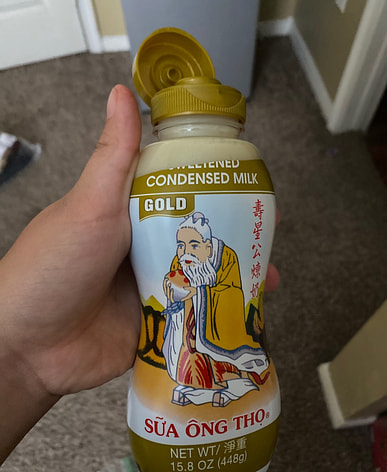 SWEETENED
CONDENSED MILK
GOLD
壽星公煉奶
SỮA ÔNG THỌ®
NET WT/ 淨重
15.8 OZ (448g)